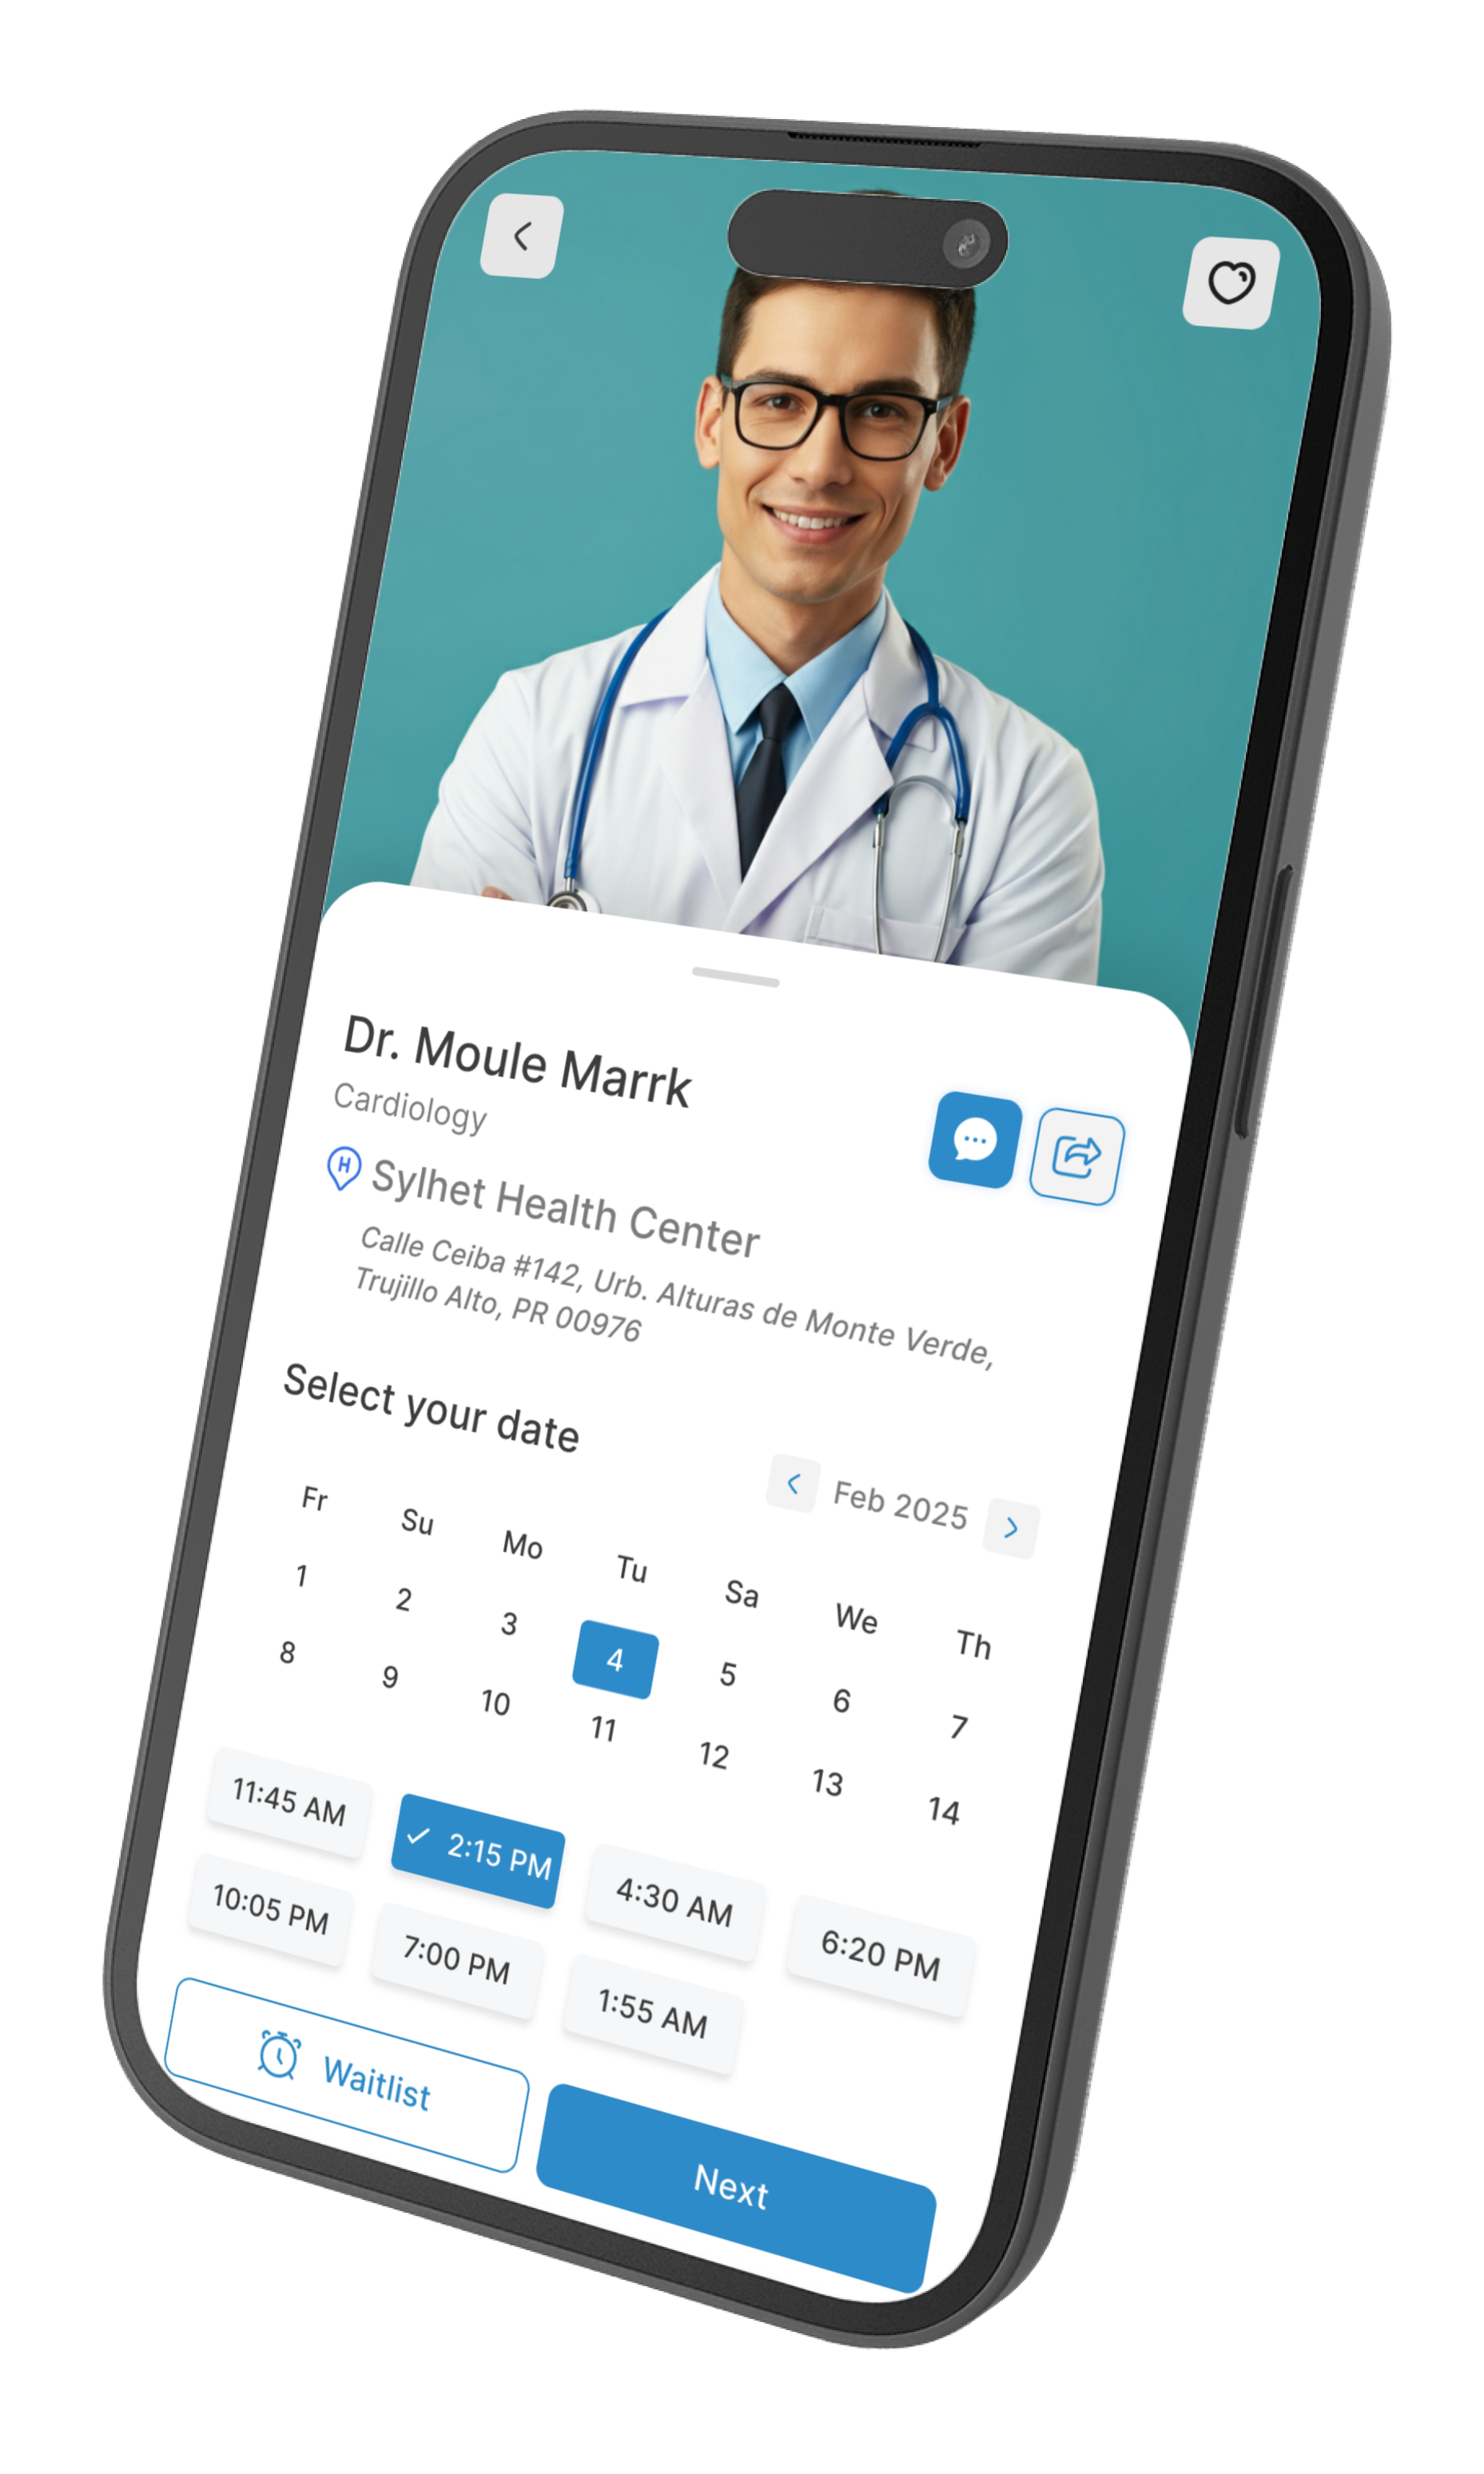 Dr. Moule Marrk
Cardiology
H
Sylhet Health Center
Calle Ceiba #142, Urb. Alturas de Monte Verde,
Trujillo Alto, PR 00976
Select your date
Feb 2025
Fr Su Mo Tu Sa We Th
1 2 3 4 5 6 7
8 9 10 11 12 13 14
11:45 AM 2:15 PM 4:30 AM 6:20 PM
10:05 PM 7:00 PM 1:55 AM
Waitlist Next